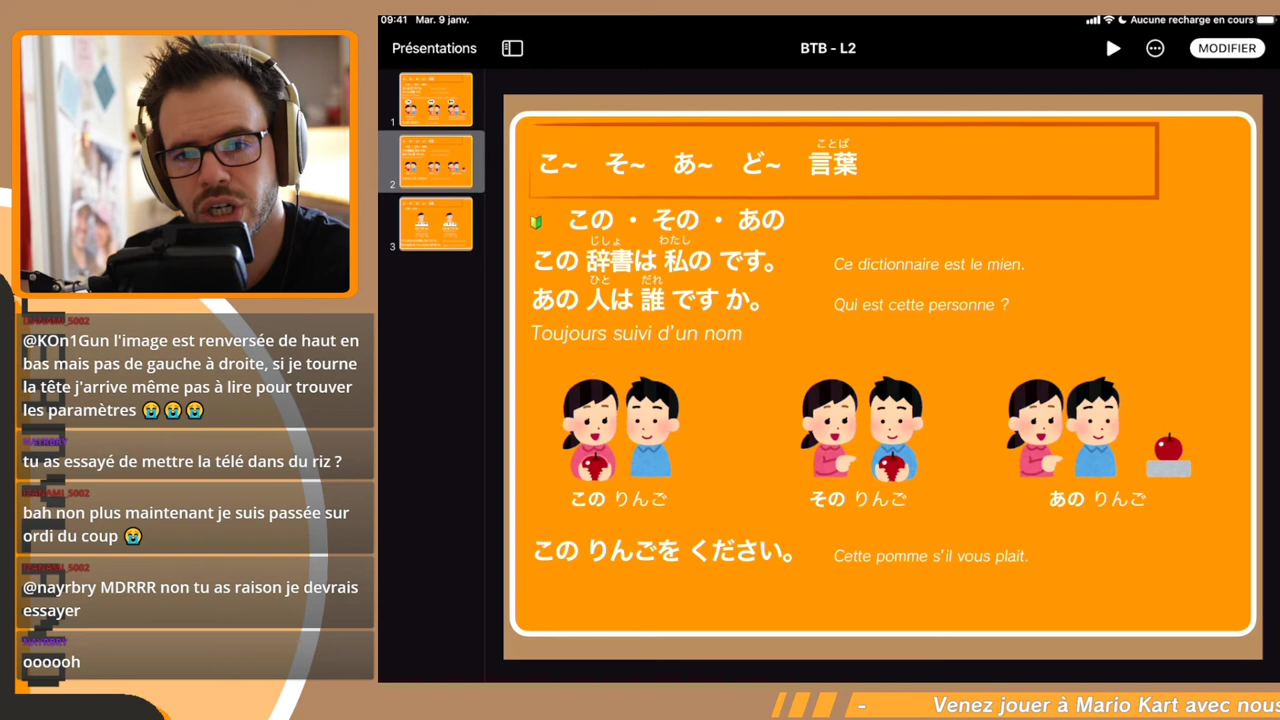 09:41 Mar. 9 janv.
Aucune recharge en cours
Présentations
BTB - L2
MODIFIER
1
2
3
ことば
こ~ そ~ あ~ ど~ 言葉
この・その・あの
じしょ わたし
この 辞書は 私の です。
Ce dictionnaire est le mien.
ひと だれ
あの 人は 誰 です か。
Qui est cette personne ?
Toujours suivi d'un nom
この りんご
その りんご
あの りんご
この りんごを ください。
Cette pomme s'il vous plait.
@KOn1Gun l'image est renversée de haut en
bas mais pas de gauche à droite, si je tourne
la tête j'arrive même pas à lire pour trouver
les paramètres 😭😭😭
NAYRBRY
tu as essayé de mettre la télé dans du riz ?
bah non plus maintenant je suis passée sur
ordi du coup 😭
@nayrbry MDRRR non tu as raison je devrais
essayer
NAYRBRY
oooooh
- Venez jouer à Mario Kart avec nous